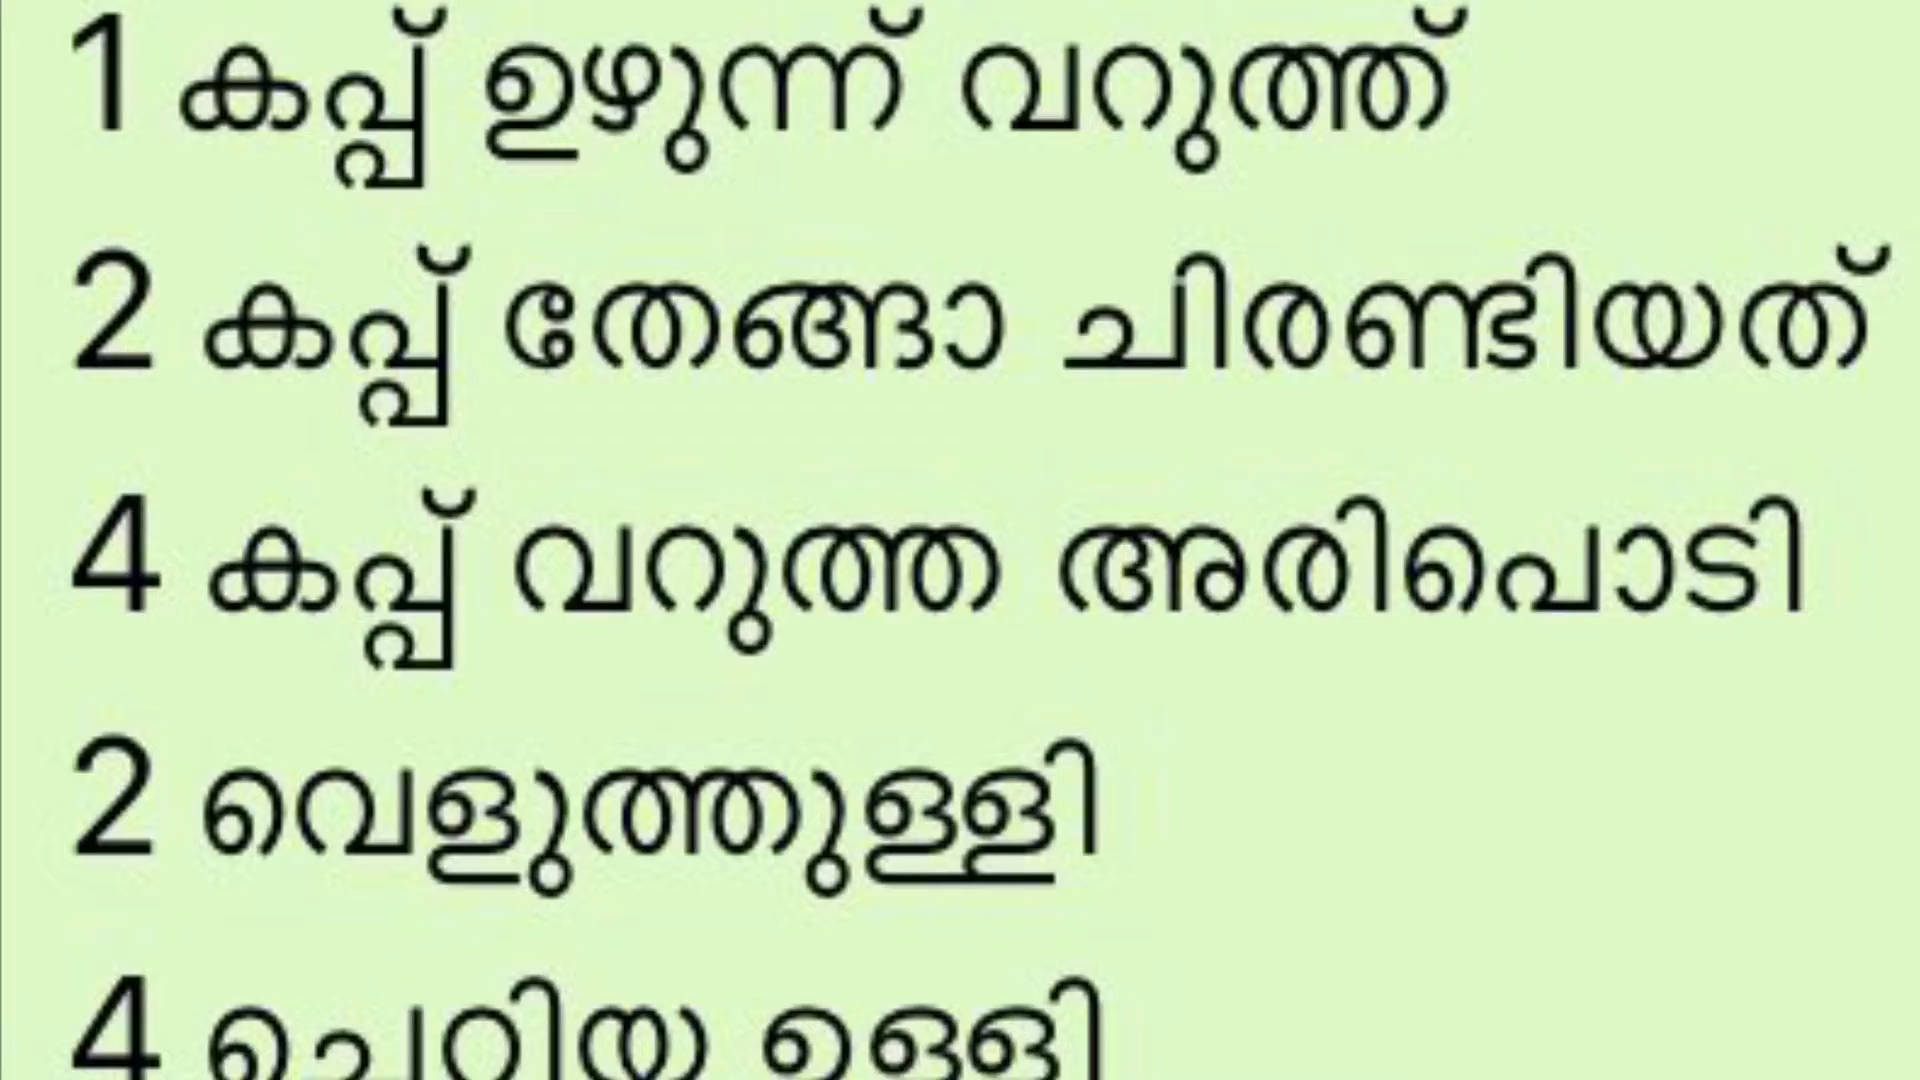 1 കപ്പ് ഉഴുന്ന് വറുത്ത്
2 കപ്പ് തേങ്ങാ ചിരണ്ടിയത്
4 കപ്പ് വറുത്ത അരിപൊടി
2 വെളുത്തുള്ളി
4 ചെറിയ ഉള്ളി